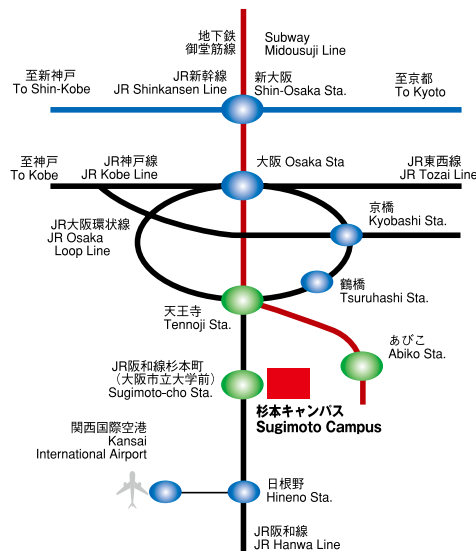 地下鉄
御堂筋線
Subway
Midousuji Line
至新神戸
To Shin-Kobe
JR新幹線
JR Shinkansen Line
新大阪
Shin-Osaka Sta.
至京都
To Kyoto
至神戸
To Kobe
JR神戸線
JR Kobe Line
大阪 Osaka Sta
JR東西線
JR Tozai Line
京橋
Kyobashi Sta.
JR大阪環状線
JR Osaka
Loop Line
鶴橋
Tsuruhashi Sta.
天王寺
Tennoji Sta.
あびこ
Abiko Sta.
JR阪和線杉本町
（大阪市立大学前）
Sugimoto-cho Sta.
杉本キャンパス
Sugimoto Campus
関西国際空港
Kansai
International Airport
日根野
Hineno Sta.
JR阪和線
JR Hanwa Line